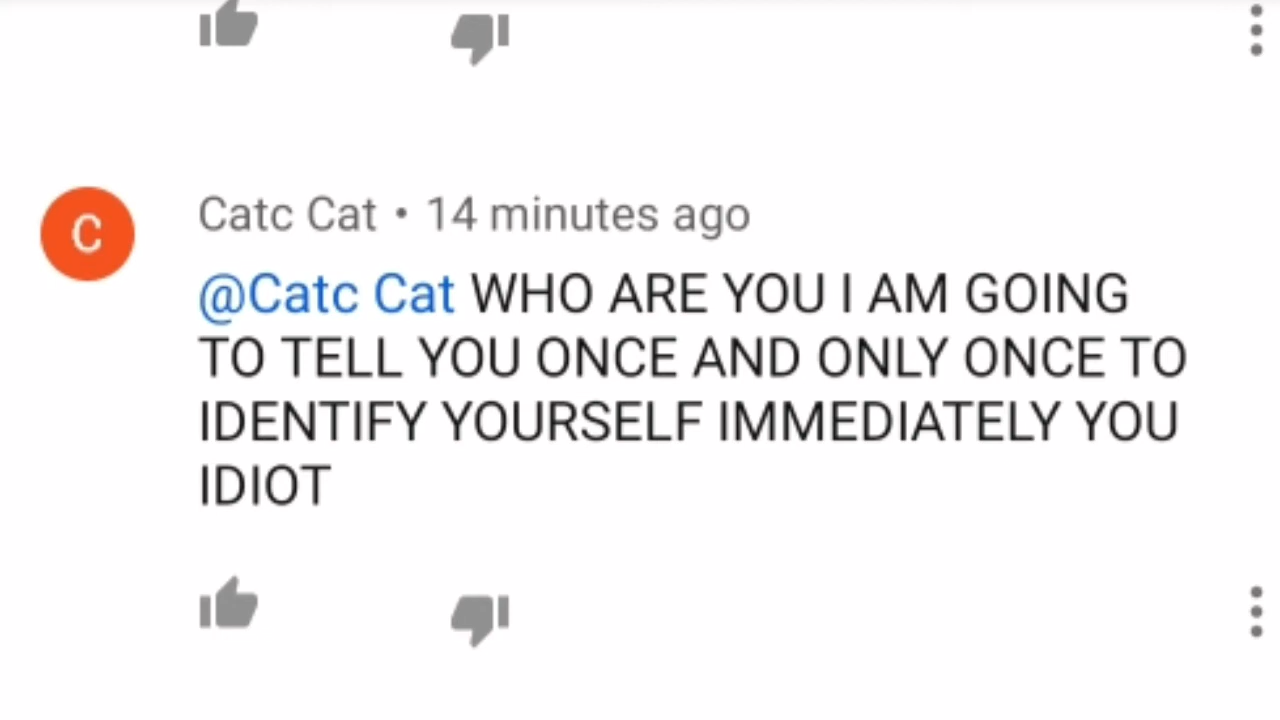 C
Catc Cat • 14 minutes ago
@Catc Cat WHO ARE YOU I AM GOING
TO TELL YOU ONCE AND ONLY ONCE TO
IDENTIFY YOURSELF IMMEDIATELY YOU
IDIOT